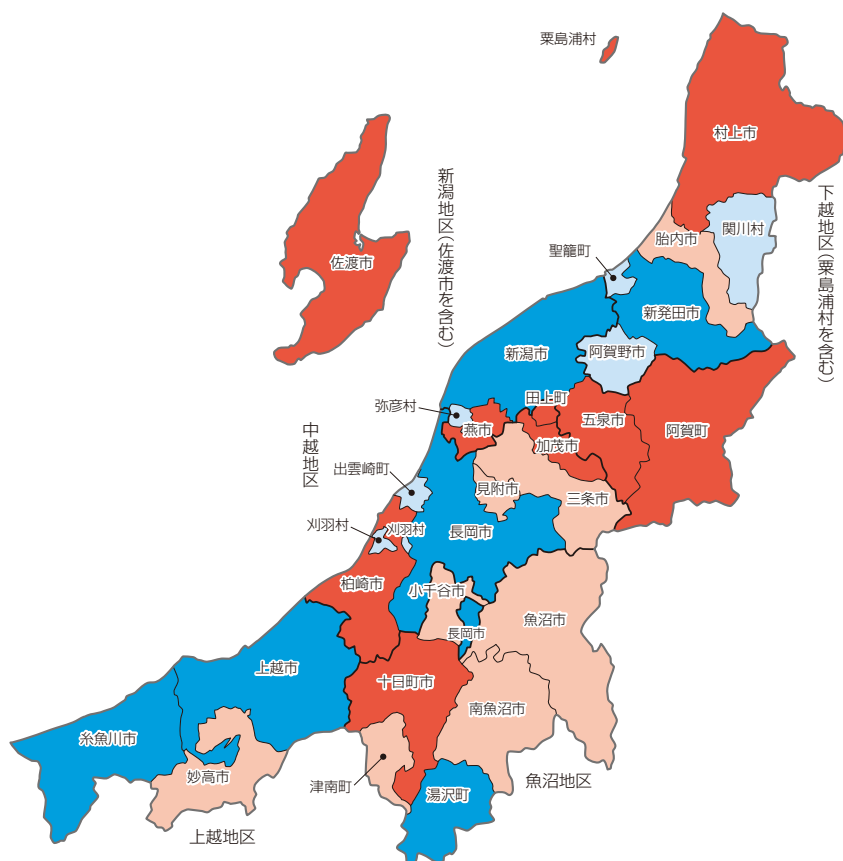 粟島浦村
村上市
新潟地区(佐渡市を含む)
下越地区(粟島浦村を含む)
関川村
胎内市
佐渡市
聖籠町
新発田市
新潟市
阿賀野市
田上町
弥彦村
燕市
五泉市
阿賀町
加茂市
中越地区
出雲崎町
見附市
三条市
刈羽村
刈羽村
長岡市
柏崎市
小千谷市
魚沼市
長岡市
上越市
十日町市
南魚沼市
糸魚川市
妙高市
津南町
魚沼地区
湯沢町
上越地区